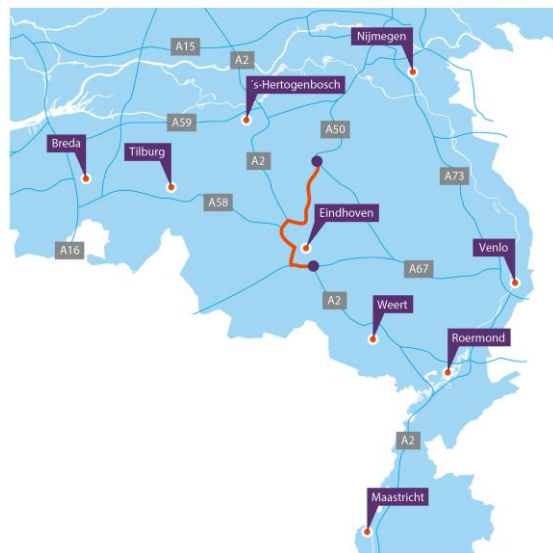 Nijmegen
A15
A2
´s-Hertogenbosch
A59
A50
Breda
Tilburg
A2
A73
A58
Eindhoven
A16
Venlo
A67
A2
Weert
Roermond
A2
Maastricht